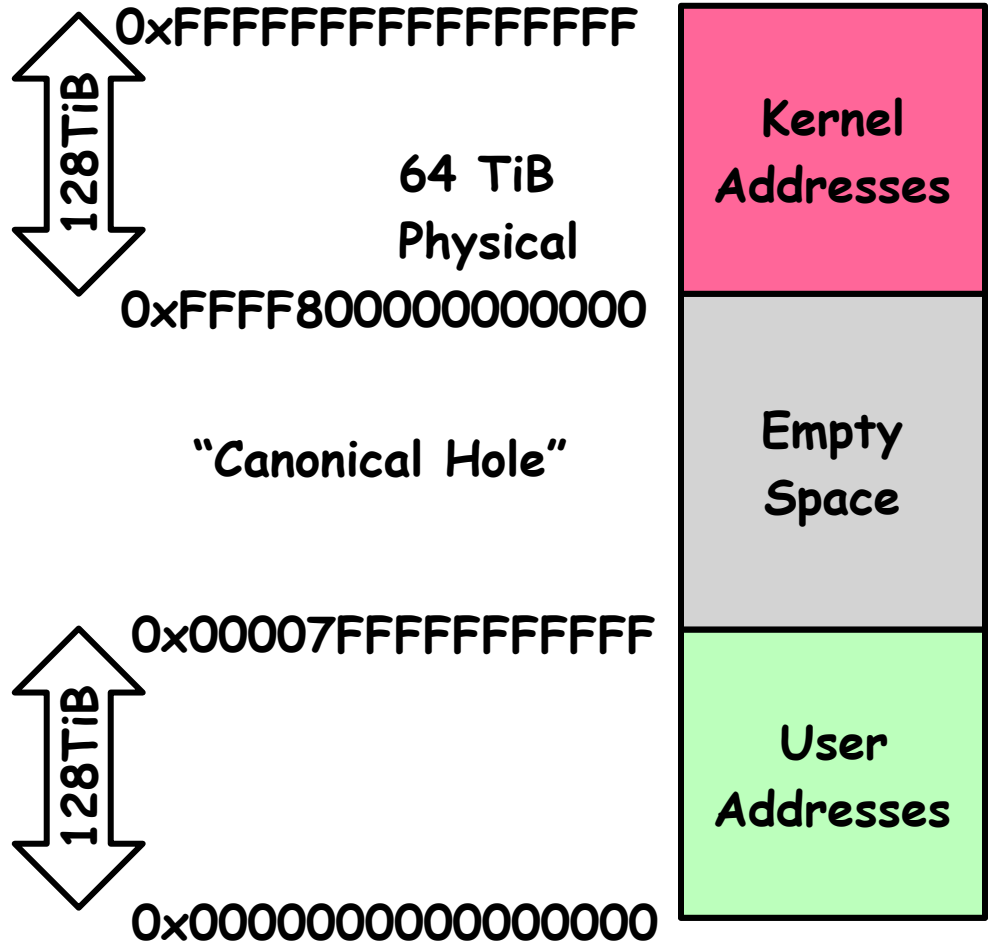 0xFFFFFFFFFFFFFFFF
128TiB
64 TiB
Physical
Kernel
Addresses
0xFFFF800000000000
“Canonical Hole”
Empty
Space
0x00007FFFFFFFFFFF
128TiB
User
Addresses
0x0000000000000000